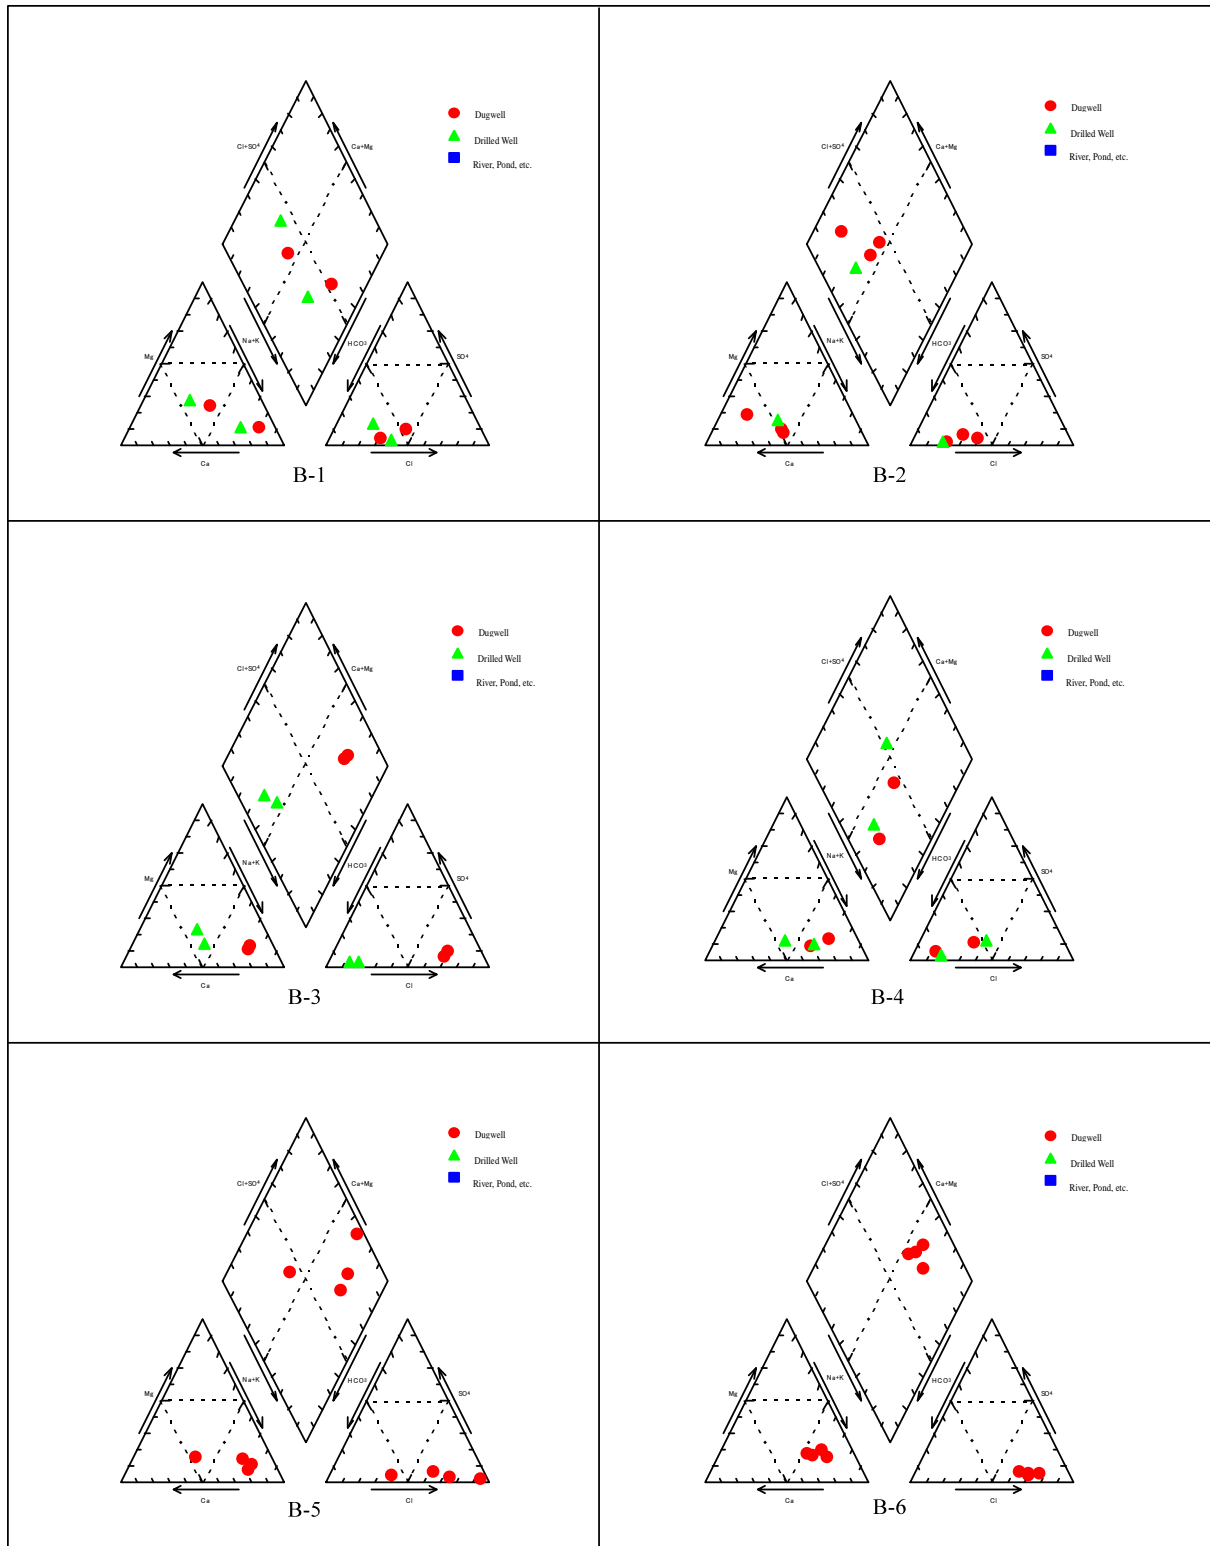 Dugwell
Drilled Well
River, Pond, etc.
Cl+SO4
Ca+Mg
Mg
Na+K
HCO3
SO4
Ca
Cl
B-1
Dugwell
Drilled Well
River, Pond, etc.
Cl+SO4
Ca+Mg
Mg
Na+K
HCO3
SO4
Ca
Cl
B-2
Dugwell
Drilled Well
River, Pond, etc.
Cl+SO4
Ca+Mg
Mg
Na+K
HCO3
SO4
Ca
Cl
B-3
Dugwell
Drilled Well
River, Pond, etc.
Cl+SO4
Ca+Mg
Mg
Na+K
HCO3
SO4
Ca
Cl
B-4
Dugwell
Drilled Well
River, Pond, etc.
Cl+SO4
Ca+Mg
Mg
Na+K
HCO3
SO4
Ca
Cl
B-5
Dugwell
Drilled Well
River, Pond, etc.
Cl+SO4
Ca+Mg
Mg
Na+K
HCO3
SO4
Ca
Cl
B-6